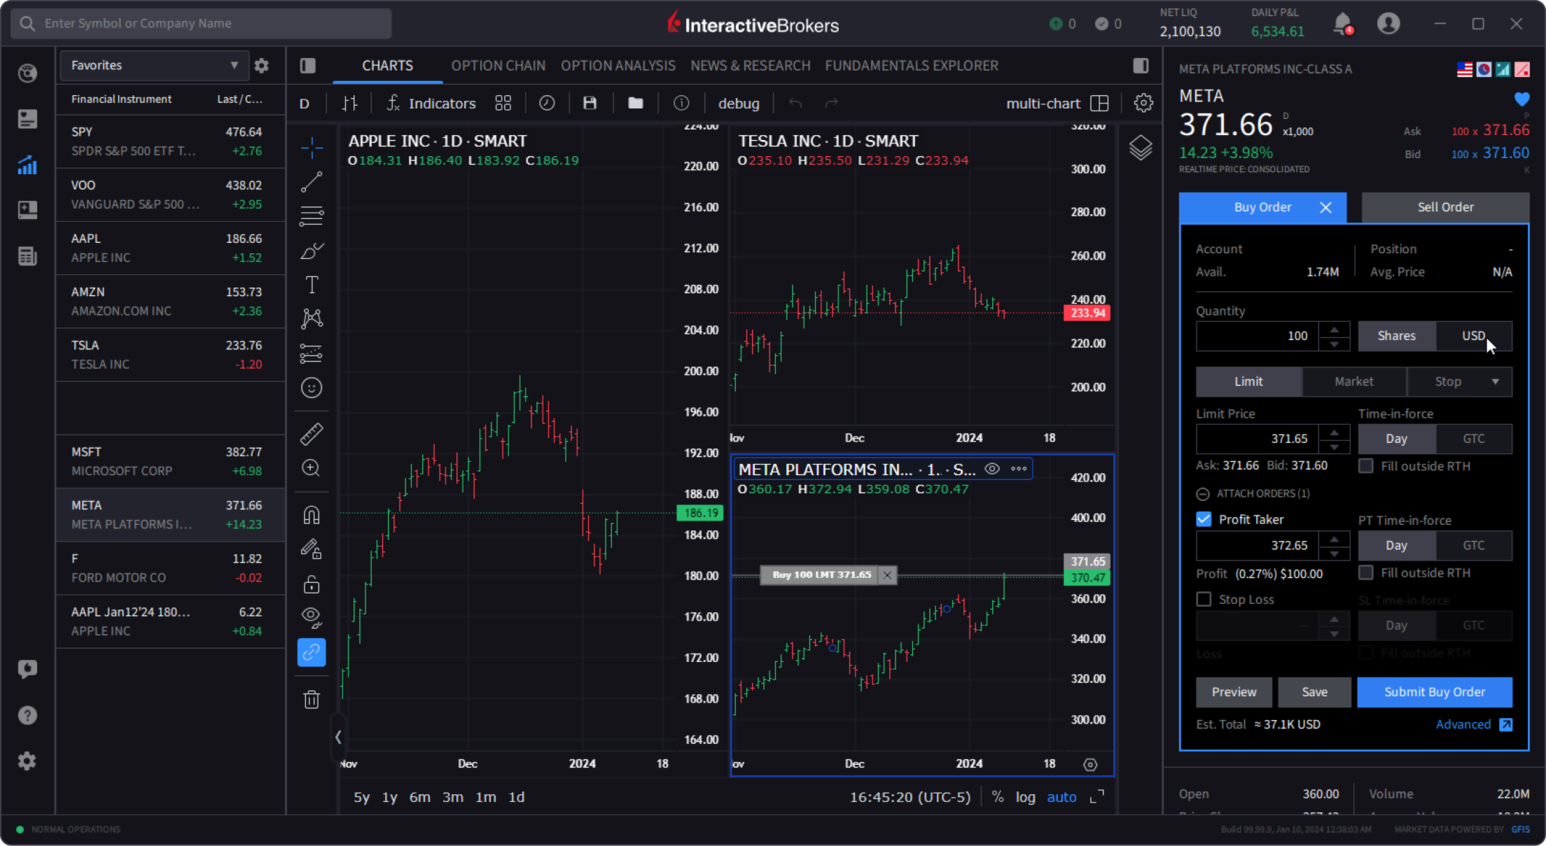 Enter Symbol or Company Name
InteractiveBrokers
0
0
NET LIQ
2,100,130
DAILY P&L
6,534.61
4
Favorites
Financial Instrument Last / C...
SPY 476.64
SPDR S&P 500 ETF T... +2.76
VOO 438.02
VANGUARD S&P 500 ... +2.95
AAPL 186.66
APPLE INC +1.52
AMZN 153.73
AMAZON.COM INC +2.36
TSLA 233.76
TESLA INC -1.20
MSFT 382.77
MICROSOFT CORP +6.98
META 371.66
META PLATFORMS I... +14.23
F 11.82
FORD MOTOR CO -0.02
AAPL Jan12'24 180... 6.22
APPLE INC +0.84
CHARTS OPTION CHAIN OPTION ANALYSIS NEWS & RESEARCH FUNDAMENTALS EXPLORER
D Indicators debug multi-chart
APPLE INC · 1D · SMART
O184.31 H186.40 L183.92 C186.19
224.00
220.00
216.00
212.00
208.00
204.00
200.00
196.00
192.00
188.00
186.19
184.00
180.00
176.00
172.00
168.00
164.00
Nov Dec 2024 18
TESLA INC · 1D · SMART
O235.10 H235.50 L231.29 C233.94
320.00
300.00
280.00
260.00
240.00
233.94
220.00
200.00
Nov Dec 2024 18
META PLATFORMS IN... · 1.. · S...
O360.17 H372.94 L359.08 C370.47
420.00
400.00
371.65
370.47
Buy 100 LMT 371.65
360.00
340.00
320.00
300.00
ov Dec 2024 18
5y 1y 6m 3m 1m 1d
16:45:20 (UTC-5) % log auto
META PLATFORMS INC-CLASS A
META
371.66 D x1,000
14.23 +3.98%
REALTIME PRICE: CONSOLIDATED
P
Ask 100 x 371.66
Bid 100 x 371.60
K
Buy Order Sell Order
Account Position -
Avail. 1.74M Avg. Price N/A
Quantity
100 Shares USD
Limit Market Stop
Limit Price Time-in-force
371.65 Day GTC
Ask: 371.66 Bid: 371.60 Fill outside RTH
ATTACH ORDERS (1)
Profit Taker PT Time-in-force
372.65 Day GTC
Profit (0.27%) $100.00 Fill outside RTH
Stop Loss SL Time-in-force
Day GTC
Loss Fill outside RTH
Preview Save Submit Buy Order
Est. Total ≈ 37.1K USD Advanced
Open 360.00 Volume 22.0M
NORMAL OPERATIONS
Build 99.99.9, Jan 10, 2024 12:38:03 AM MARKET DATA POWERED BY GFIS